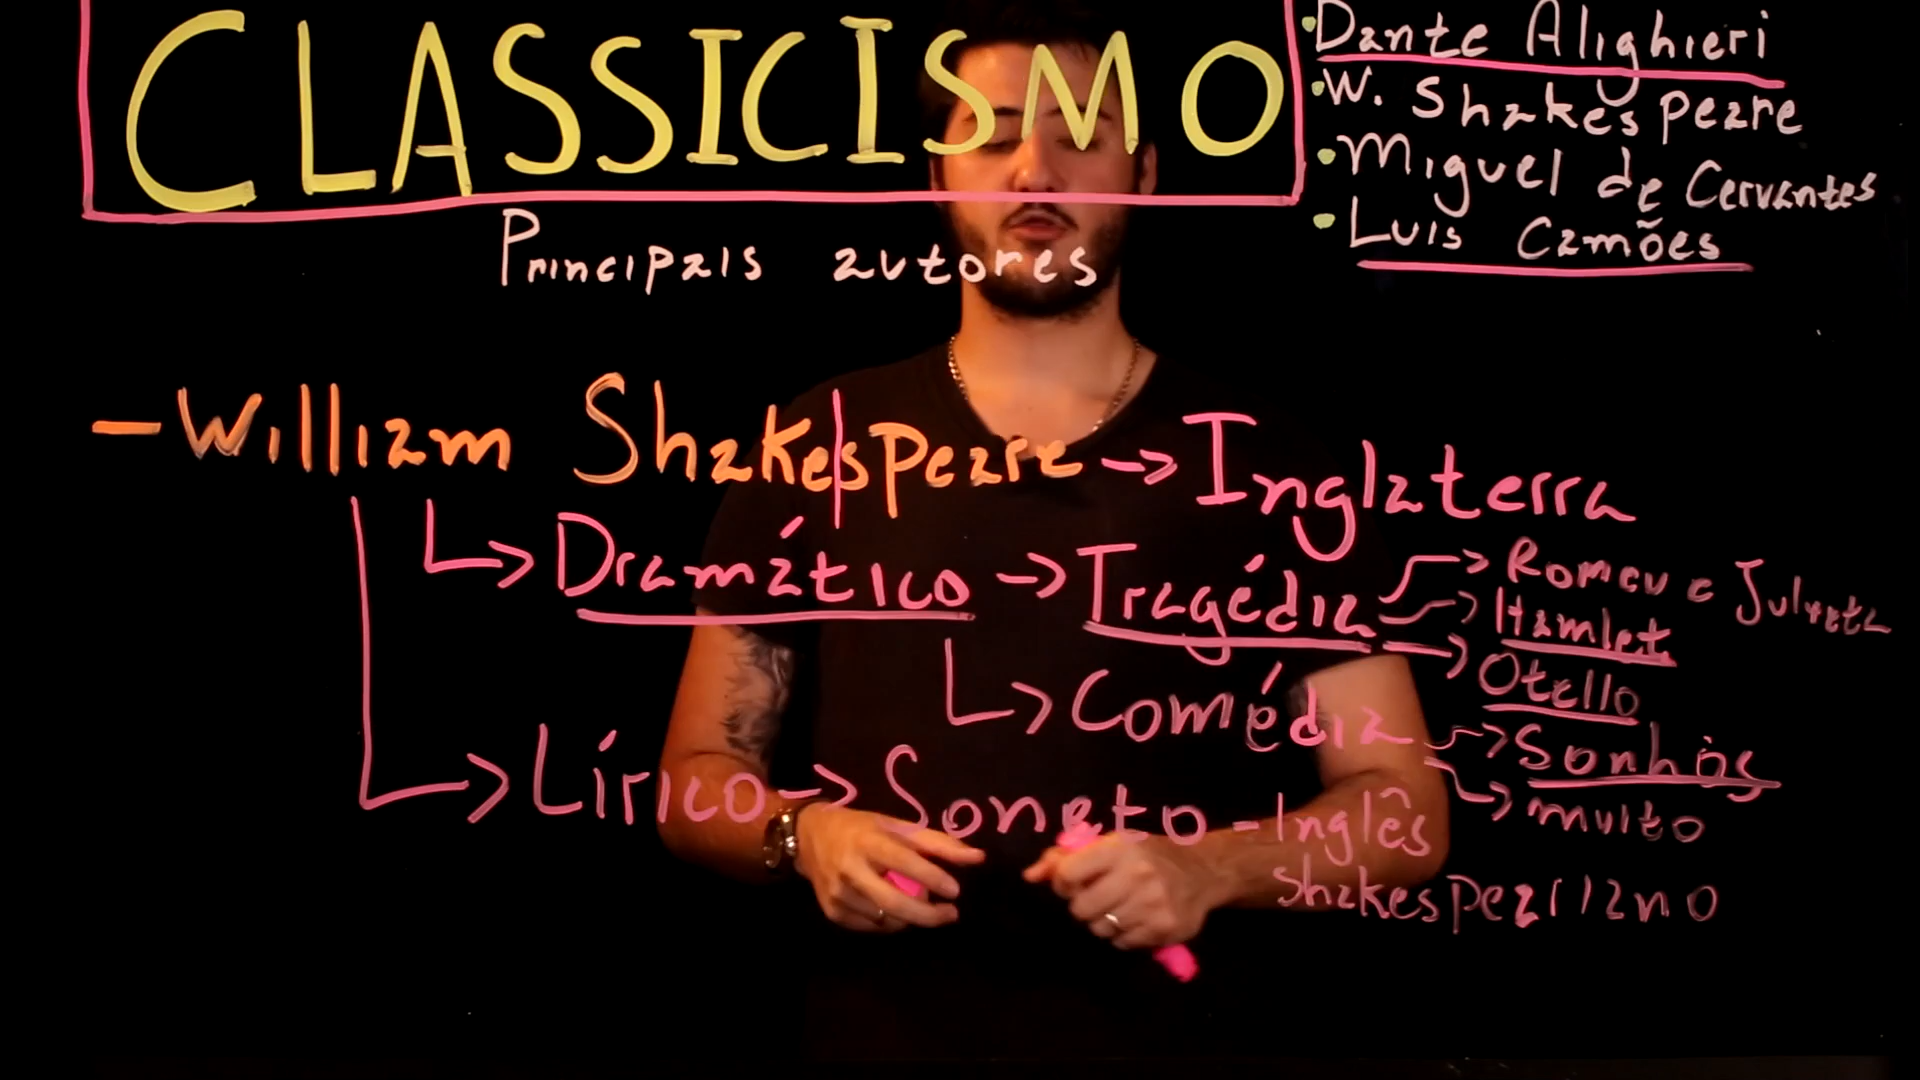 CLASSICISMO
Principais autores
• Dante Alighieri
• W. Shakespeare
• Miguel de Cervantes
• Luis Camões
- William Shakespeare -> Inglaterra
-> Dramático -> Tragédia
-> Romeu e Julieta
-> Hamlet
-> Otello
-> Comédia
-> Sonhos
-> muito
-> Lírico -> Soneto - Inglês
Shakespeariano